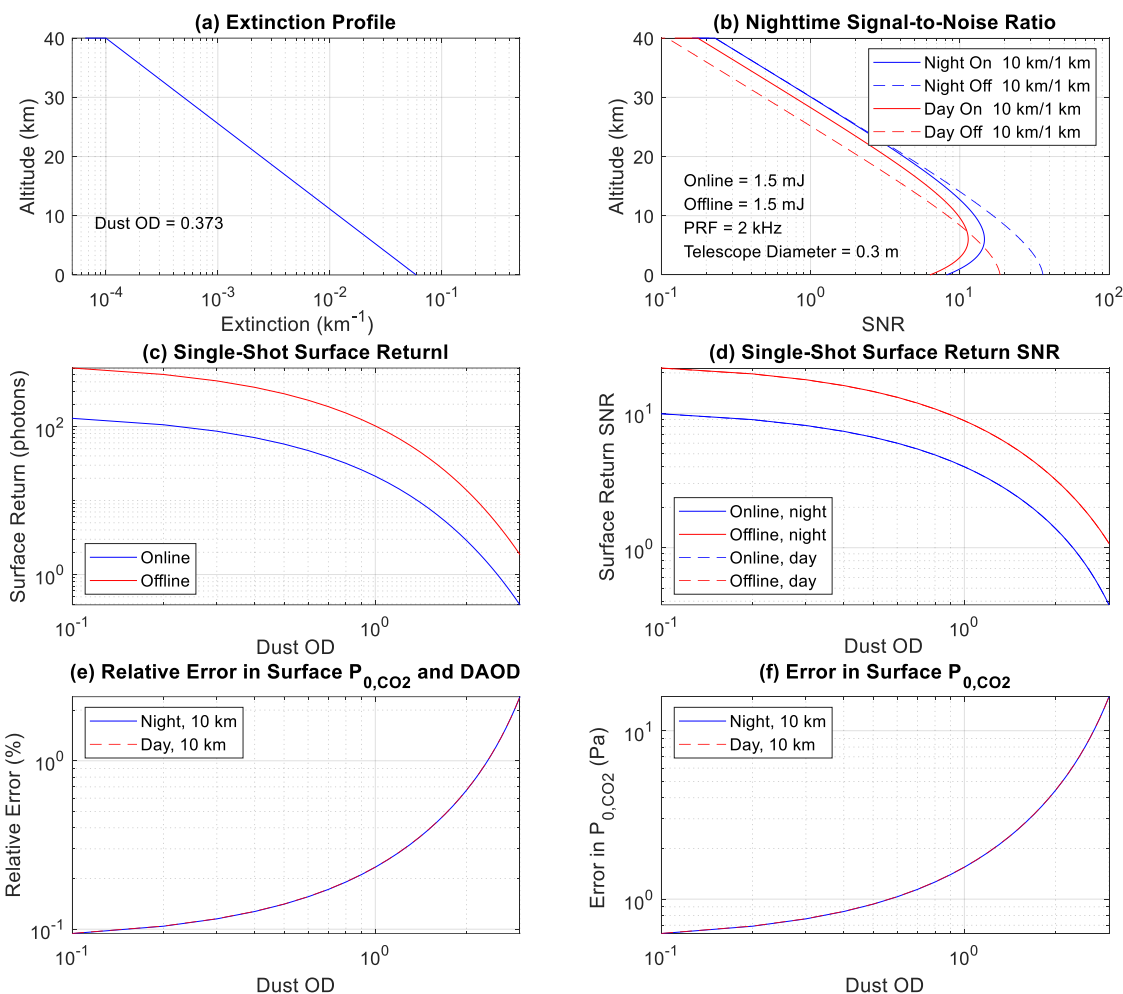 (a) Extinction Profile
40
30
20
10
0
Altitude (km)
Dust OD = 0.373
10^-4
10^-3
10^-2
10^-1
Extinction (km^-1)
(b) Nighttime Signal-to-Noise Ratio
40
30
20
10
0
Altitude (km)
Night On 10 km/1 km
Night Off 10 km/1 km
Day On 10 km/1 km
Day Off 10 km/1 km
Online = 1.5 mJ
Offline = 1.5 mJ
PRF = 2 kHz
Telescope Diameter = 0.3 m
10^-1
10^0
10^1
10^2
SNR
(c) Single-Shot Surface Returnl
10^2
10^0
Surface Return (photons)
Online
Offline
10^-1
10^0
Dust OD
(d) Single-Shot Surface Return SNR
10^1
10^0
Surface Return SNR
Online, night
Offline, night
Online, day
Offline, day
10^-1
10^0
Dust OD
(e) Relative Error in Surface P_0,CO2 and DAOD
10^0
10^-1
Relative Error (%)
Night, 10 km
Day, 10 km
10^-1
10^0
Dust OD
(f) Error in Surface P_0,CO2
10^1
10^0
Error in P_0,CO2 (Pa)
Night, 10 km
Day, 10 km
10^-1
10^0
Dust OD